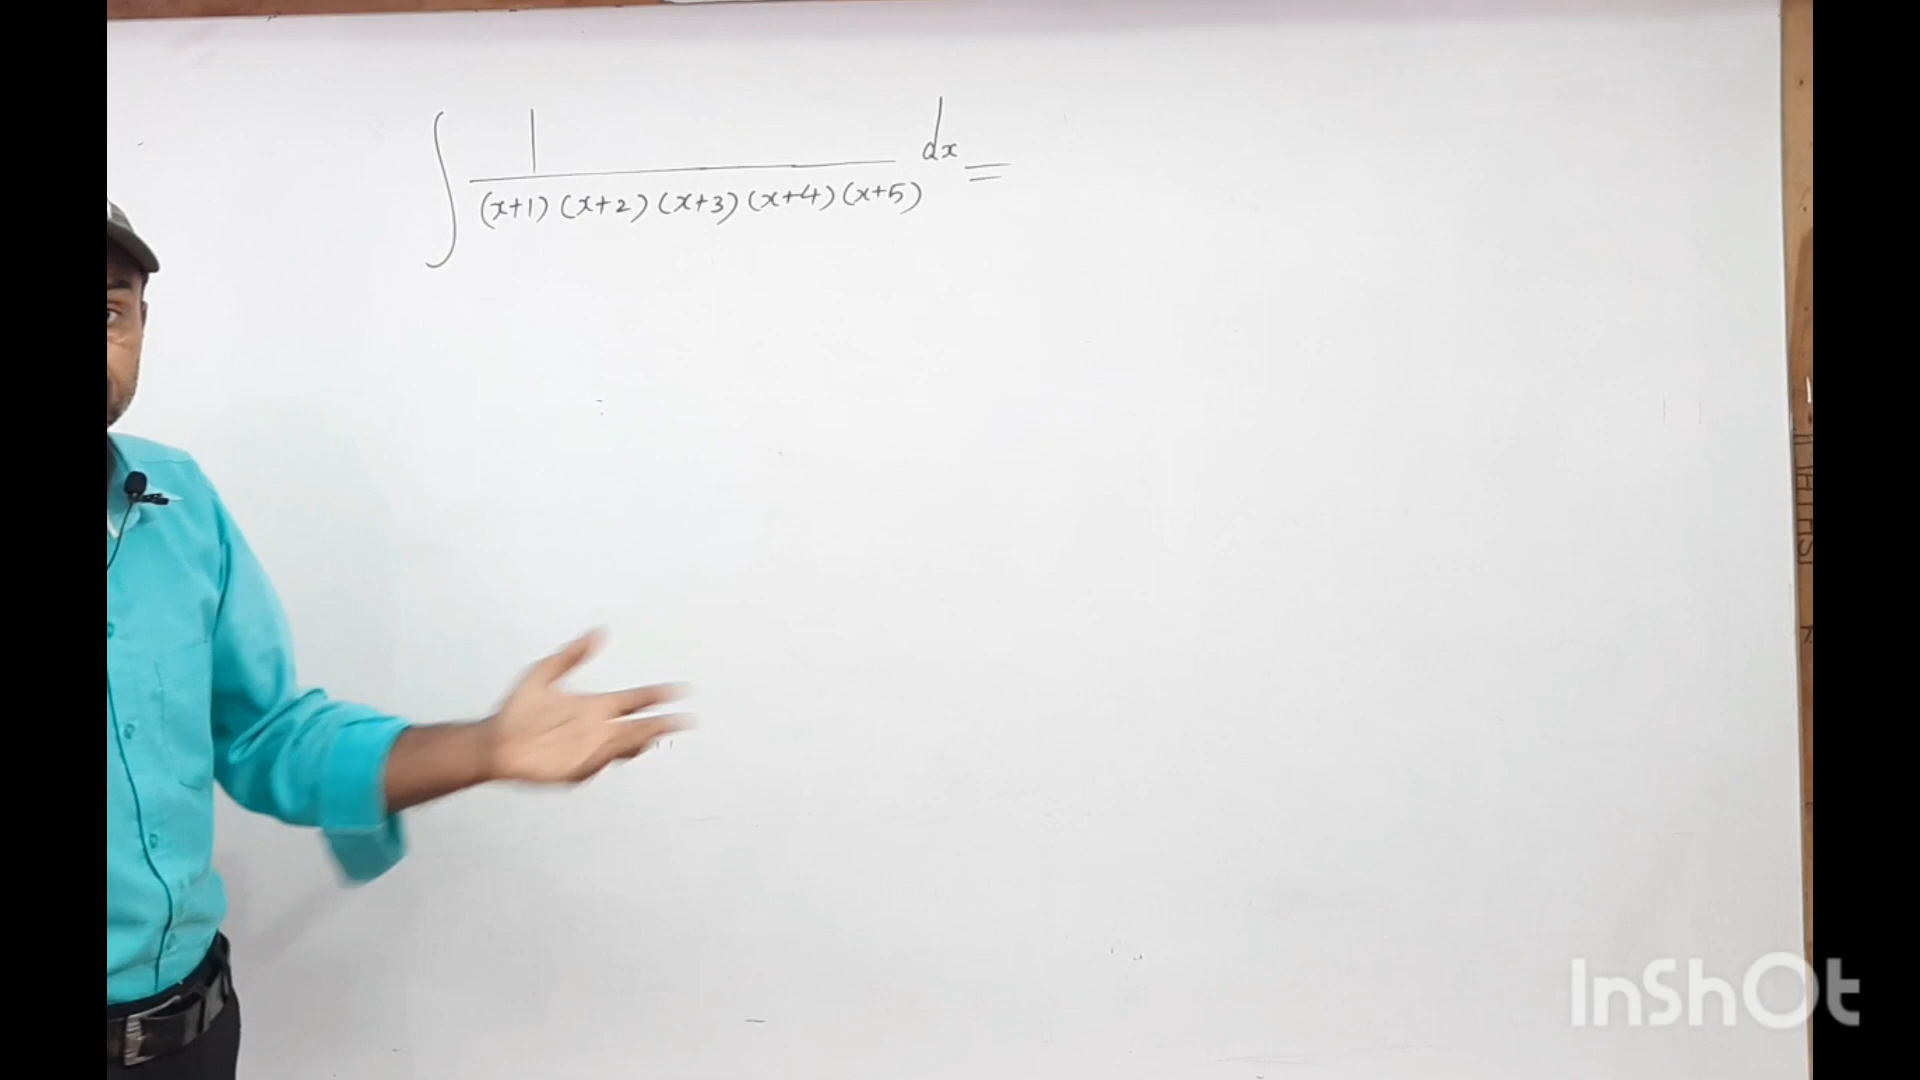 ∫ 1/((x+1)(x+2)(x+3)(x+4)(x+5)) dx =
InShOt